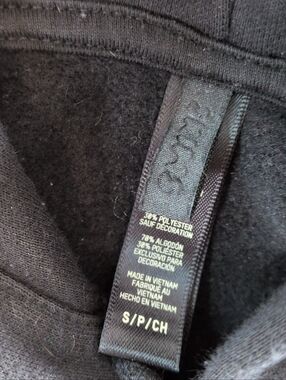 SKIMS
30% POLYESTER
SAUF DÉCORATION
70% ALGODÓN
30% POLIÉSTER
EXCLUSIVO PARA
DECORACIÓN
MADE IN VIETNAM
FABRIQUÉ AU
VIETNAM
HECHO EN VIETNAM
S/P/CH